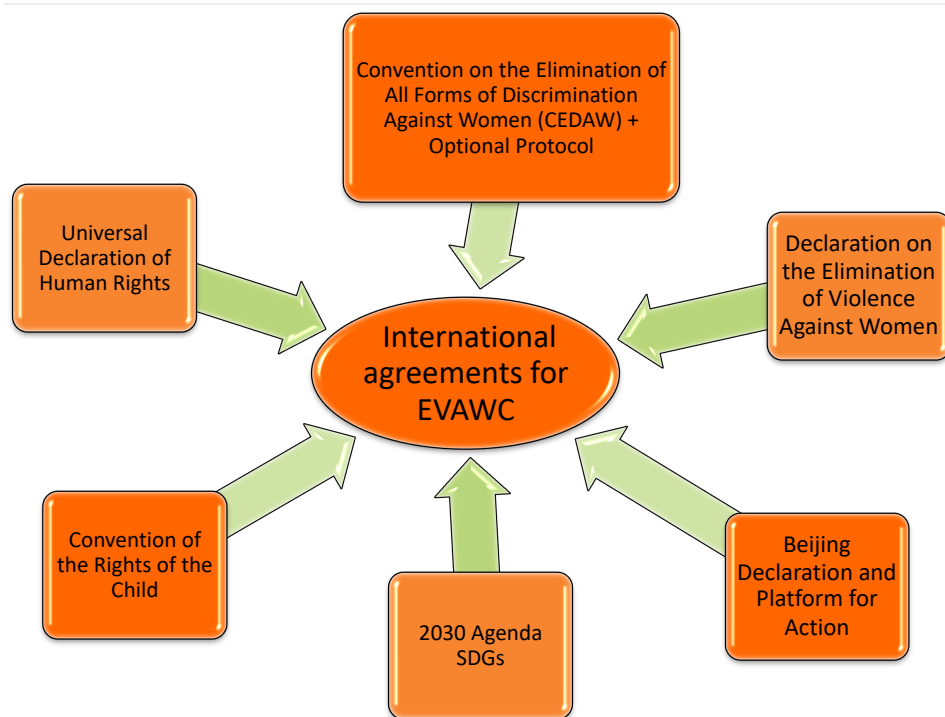 Convention on the Elimination of
All Forms of Discrimination
Against Women (CEDAW) +
Optional Protocol
Universal
Declaration of
Human Rights
Declaration on
the Elimination
of Violence
Against Women
International
agreements for
EVAWC
Convention of
the Rights of the
Child
2030 Agenda
SDGs
Beijing
Declaration and
Platform for
Action